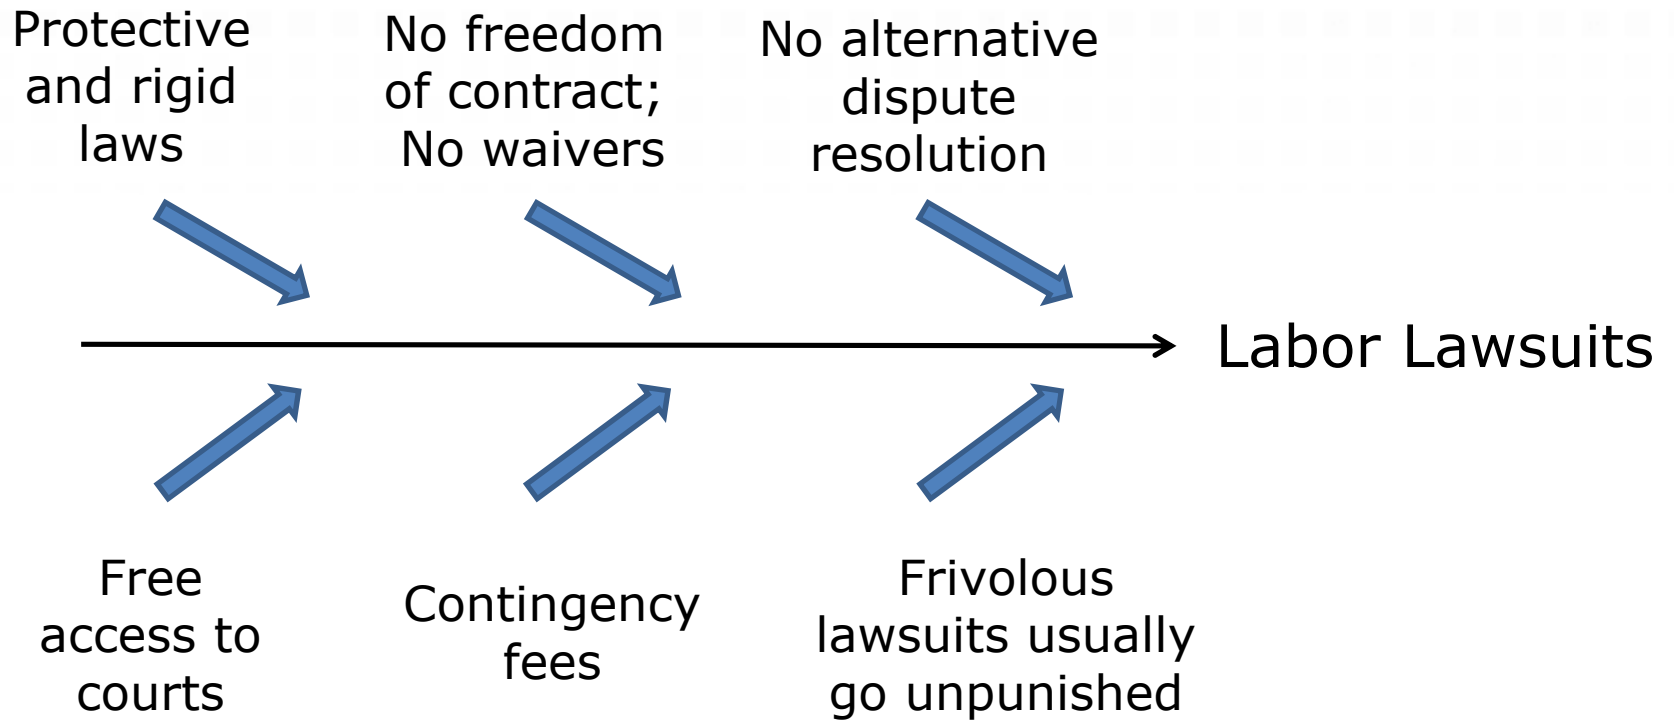 Protective
and rigid
laws
No freedom
of contract;
No waivers
No alternative
dispute
resolution
Labor Lawsuits
Free
access to
courts
Contingency
fees
Frivolous
lawsuits usually
go unpunished